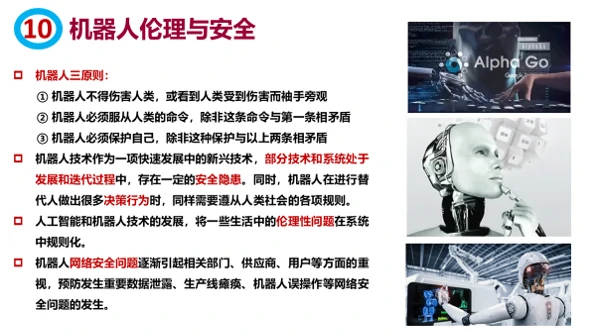 10 机器人伦理与安全
机器人三原则:
① 机器人不得伤害人类，或看到人类受到伤害而袖手旁观
② 机器人必须服从人类的命令，除非这条命令与第一条相矛盾
③ 机器人必须保护自己，除非这种保护与以上两条相矛盾
机器人技术作为一项快速发展中的新兴技术，部分技术和系统处于
发展和迭代过程中，存在一定的安全隐患。同时，机器人在进行替
代人做出很多决策行为时，同样需要遵从人类社会的各项规则。
人工智能和机器人技术的发展，将一些生活中的伦理性问题在系统
中规则化。
机器人网络安全问题逐渐引起相关部门、供应商、用户等方面的重
视，预防发生重要数据泄露、生产线瘫痪、机器人误操作等网络安
全问题的发生。
Alpha Go